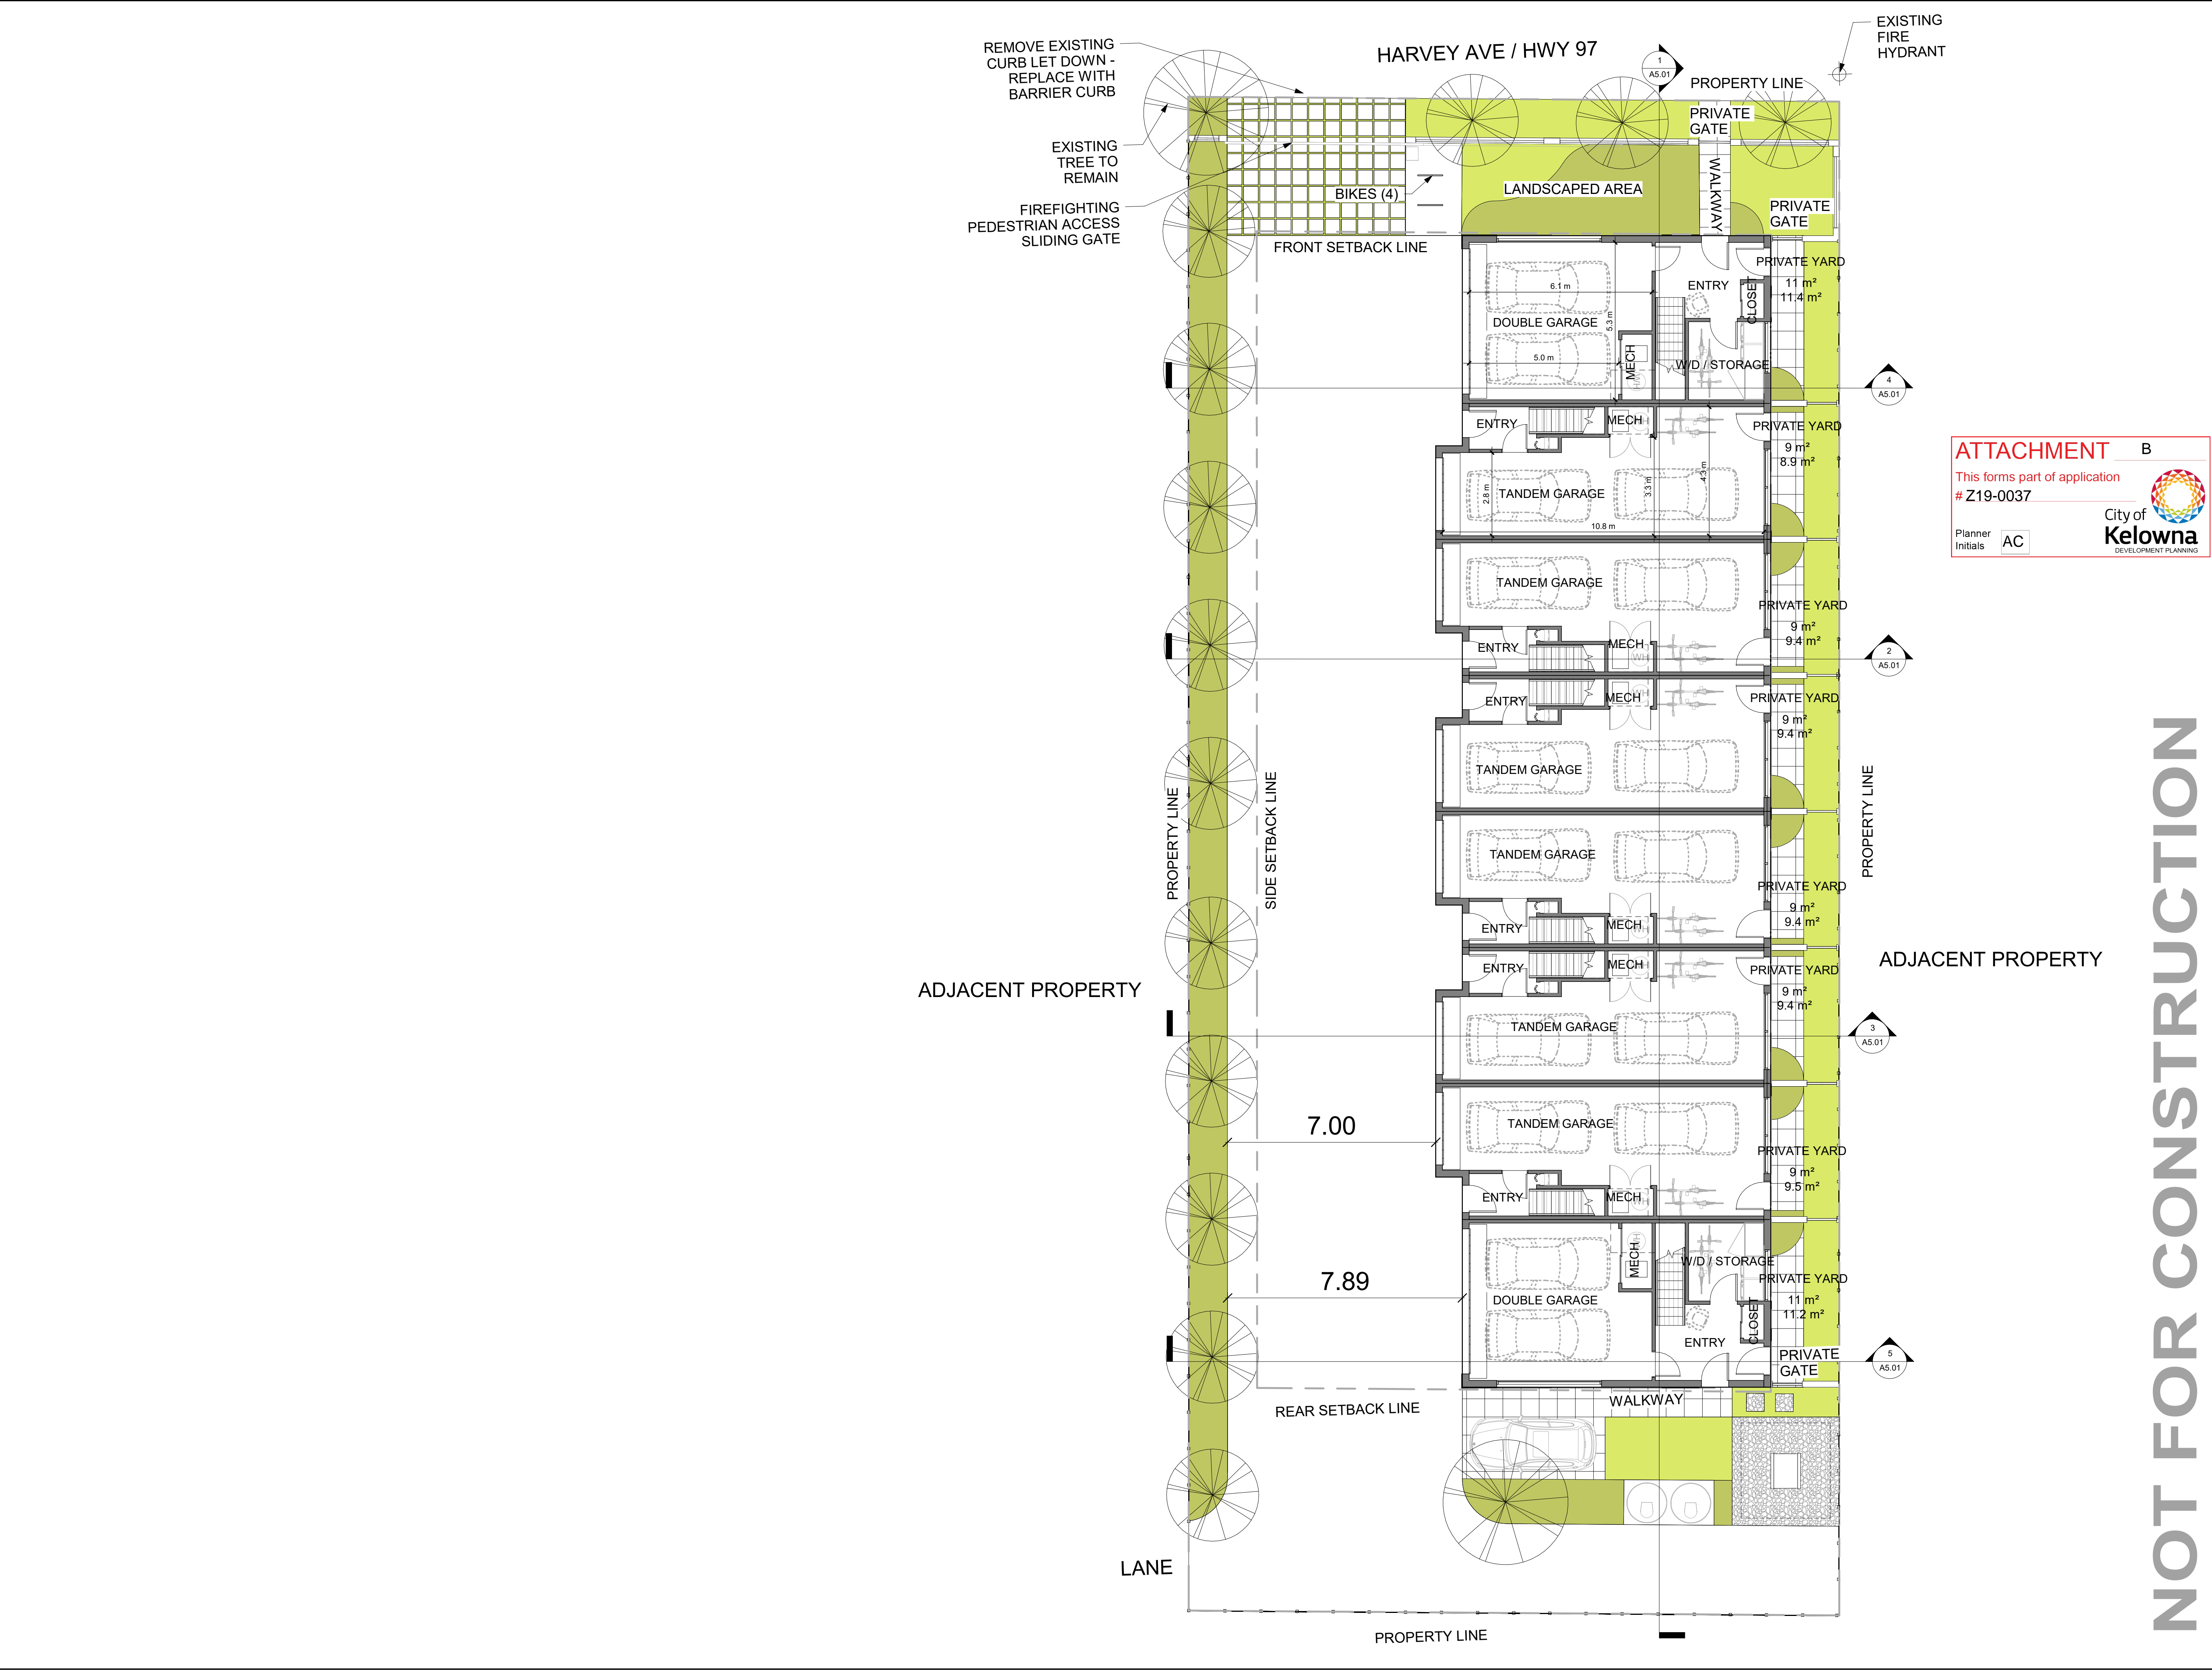 REMOVE EXISTING
CURB LET DOWN -
REPLACE WITH
BARRIER CURB
HARVEY AVE / HWY 97
1
A5.01
PROPERTY LINE
EXISTING
FIRE
HYDRANT
EXISTING
TREE TO
REMAIN
PRIVATE
GATE
FIREFIGHTING
PEDESTRIAN ACCESS
SLIDING GATE
BIKES (4)
LANDSCAPED AREA
WALKWAY
PRIVATE
GATE
FRONT SETBACK LINE
PRIVATE YARD
11 m²
11.4 m²
6.1 m
ENTRY
CLOSET
DOUBLE GARAGE
5.3 m
5.0 m
MECH
W/D / STORAGE
4
A5.01
ENTRY
MECH
PRIVATE YARD
9 m²
8.9 m²
TANDEM GARAGE
2.8 m
3.3 m
4.3 m
10.8 m
ATTACHMENT B
This forms part of application
# Z19-0037
City of
Kelowna
DEVELOPMENT PLANNING
Planner
Initials AC
TANDEM GARAGE
PRIVATE YARD
9 m²
9.4 m²
ENTRY
MECH
WH
2
A5.01
ENTRY
MECH
PRIVATE YARD
9 m²
9.4 m²
TANDEM GARAGE
PROPERTY LINE
SIDE SETBACK LINE
PROPERTY LINE
TANDEM GARAGE
PRIVATE YARD
9 m²
9.4 m²
ENTRY
MECH
ADJACENT PROPERTY
ADJACENT PROPERTY
ENTRY
MECH
PRIVATE YARD
9 m²
9.4 m²
TANDEM GARAGE
3
A5.01
7.00
TANDEM GARAGE
PRIVATE YARD
9 m²
9.5 m²
ENTRY
MECH
7.89
MECH
W/D / STORAGE
PRIVATE YARD
11 m²
11.2 m²
DOUBLE GARAGE
CLOSET
ENTRY
PRIVATE
GATE
5
A5.01
REAR SETBACK LINE
WALKWAY
LANE
PROPERTY LINE
NOT FOR CONSTRUCTION